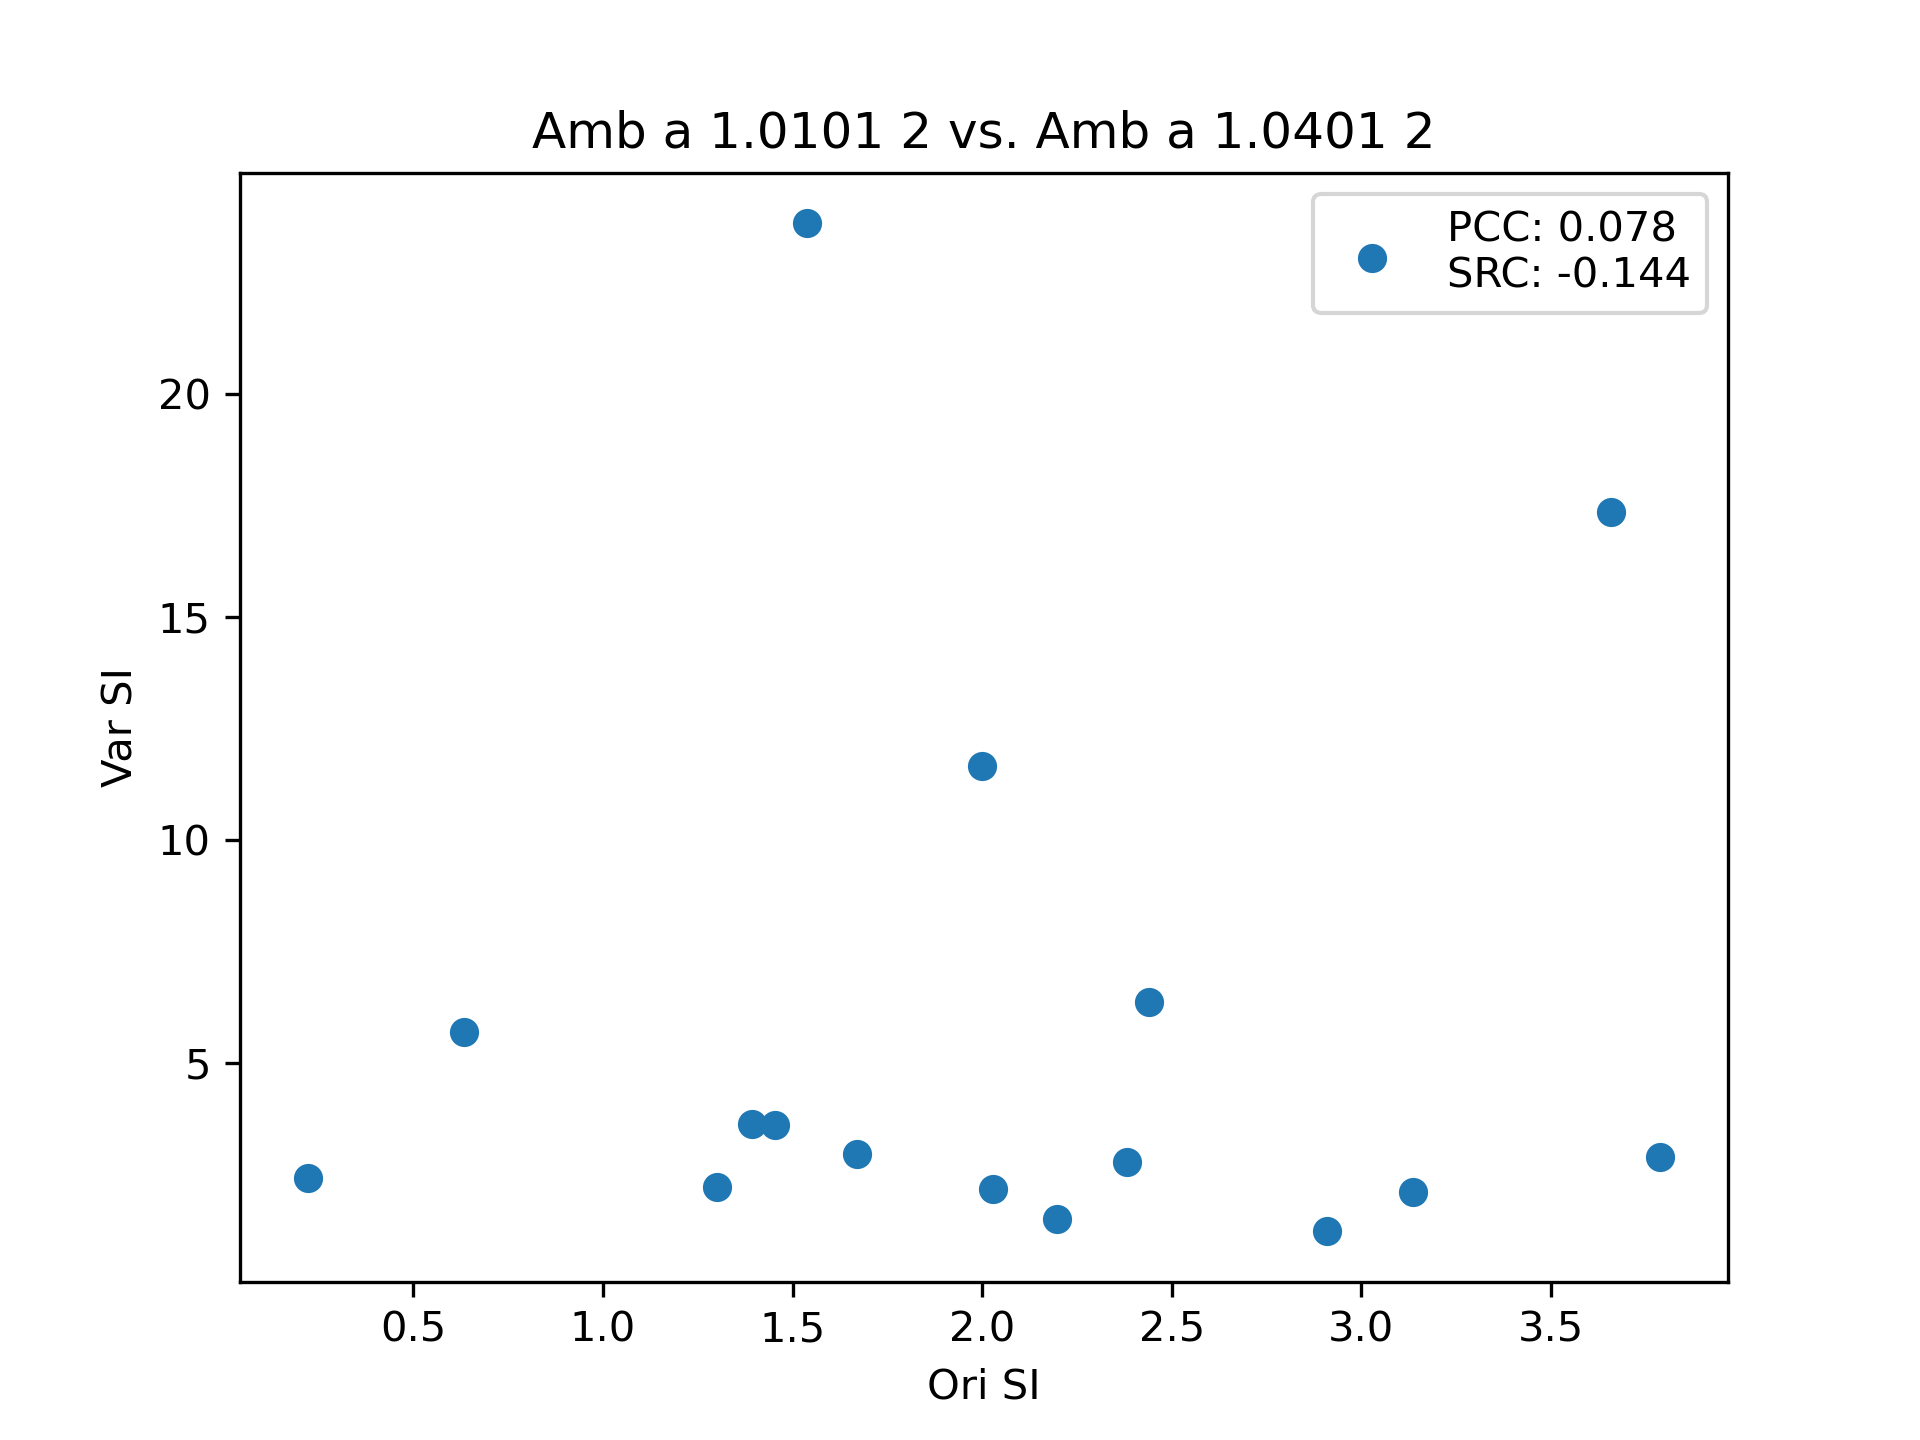 Amb a 1.0101 2 vs. Amb a 1.0401 2
PCC: 0.078
SRC: -0.144
20
15
10
5
Var SI
0.5 1.0 1.5 2.0 2.5 3.0 3.5
Ori SI